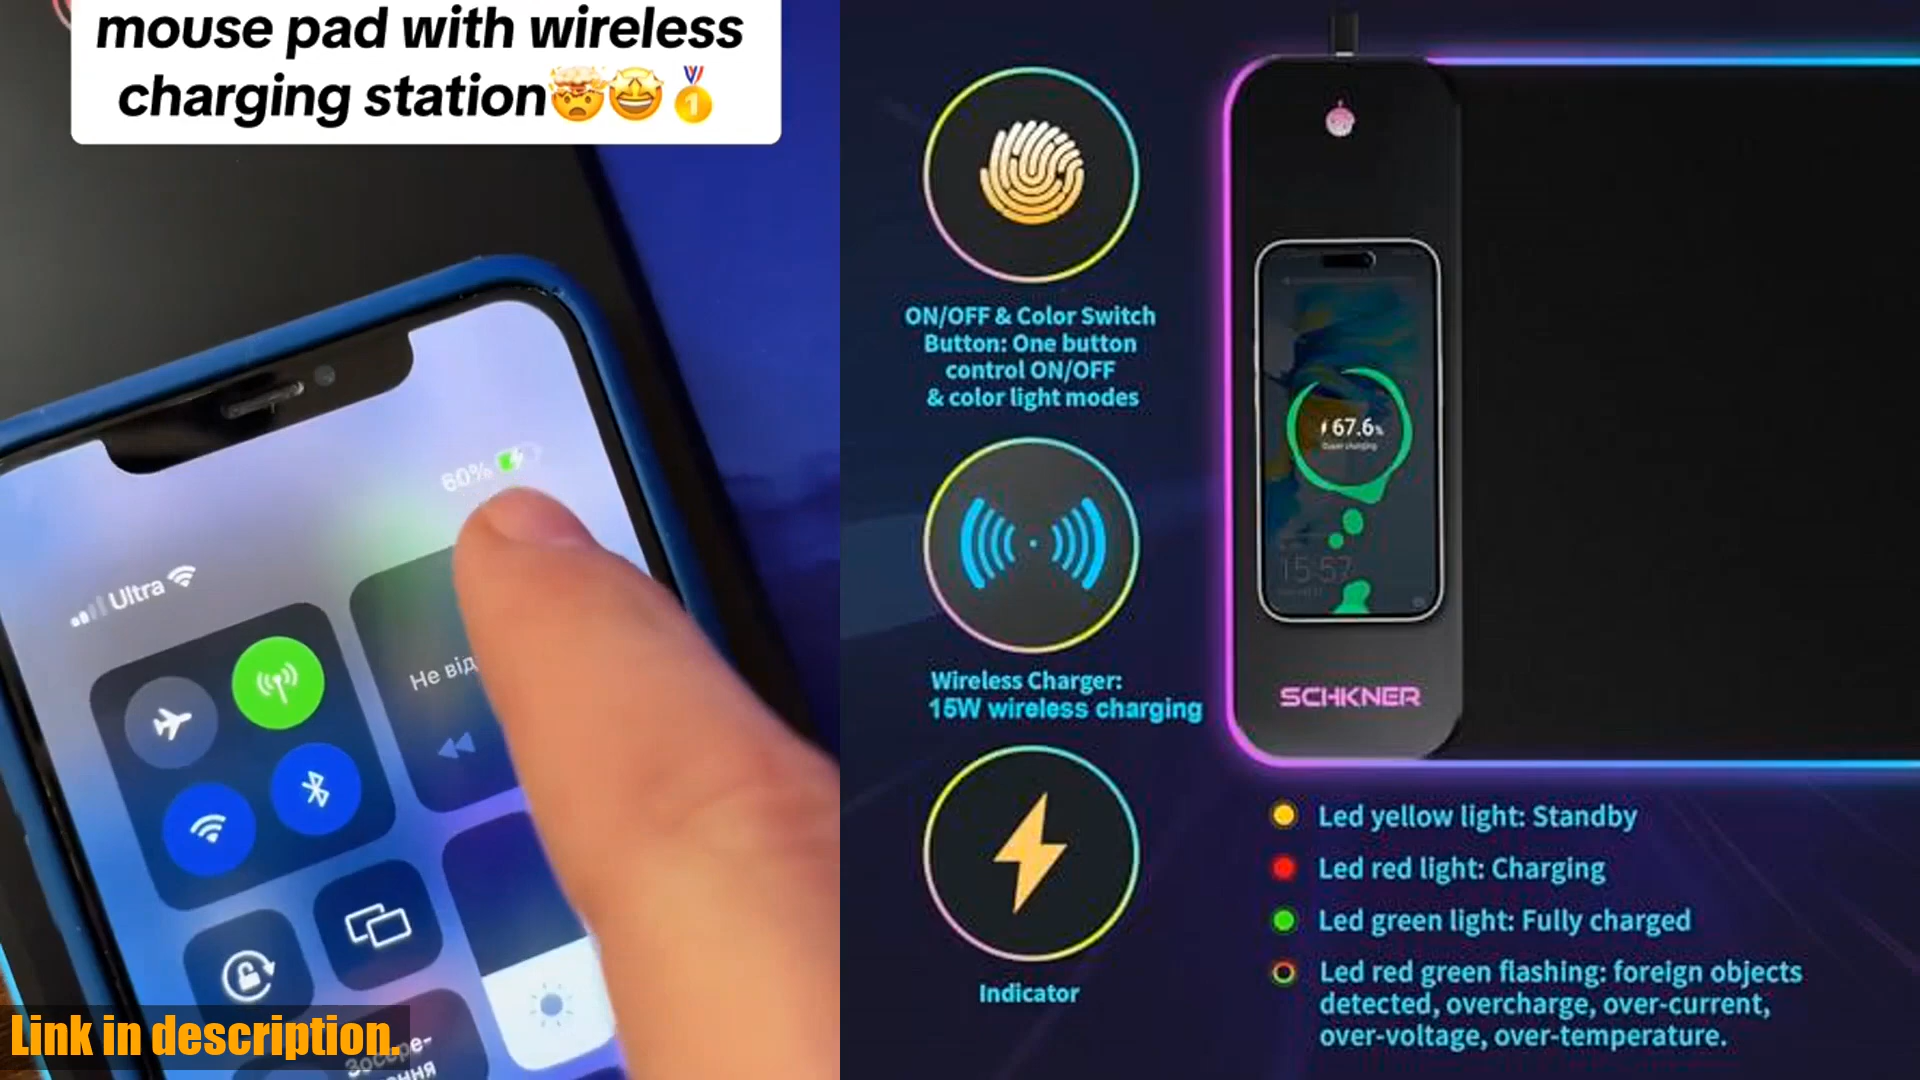 mouse pad with wireless
charging station🤯🤩🥇
60%
Ultra
Не від
Link in description.
ON/OFF & Color Switch
Button: One button
control ON/OFF
& color light modes
Wireless Charger:
15W wireless charging
Indicator
67.6%
15:57
SCHKNER
Led yellow light: Standby
Led red light: Charging
Led green light: Fully charged
Led red green flashing: foreign objects
detected, overcharge, over-current,
over-voltage, over-temperature.